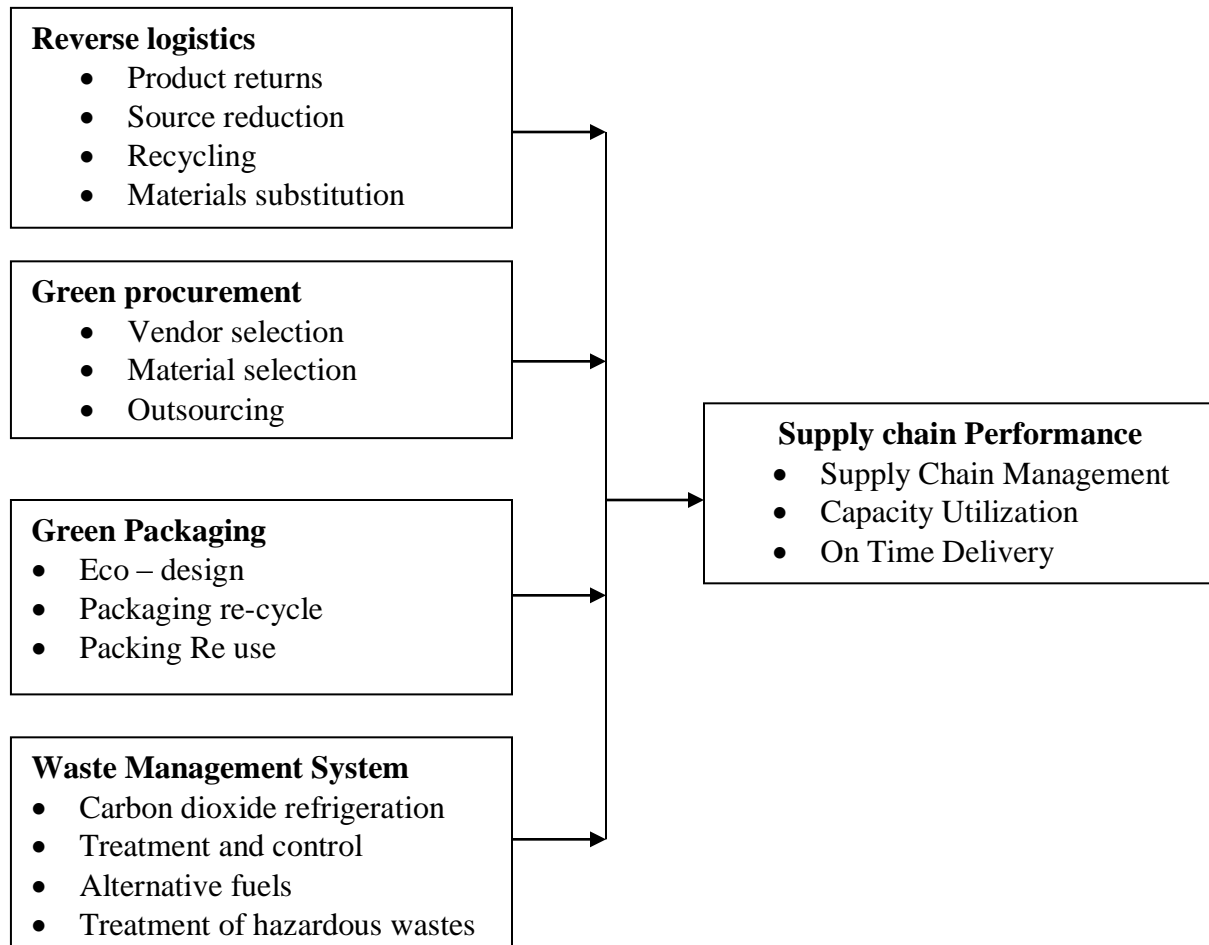 Reverse logistics
• Product returns
• Source reduction
• Recycling
• Materials substitution
Green procurement
• Vendor selection
• Material selection
• Outsourcing
Green Packaging
• Eco – design
• Packaging re-cycle
• Packing Re use
Waste Management System
• Carbon dioxide refrigeration
• Treatment and control
• Alternative fuels
• Treatment of hazardous wastes
Supply chain Performance
• Supply Chain Management
• Capacity Utilization
• On Time Delivery